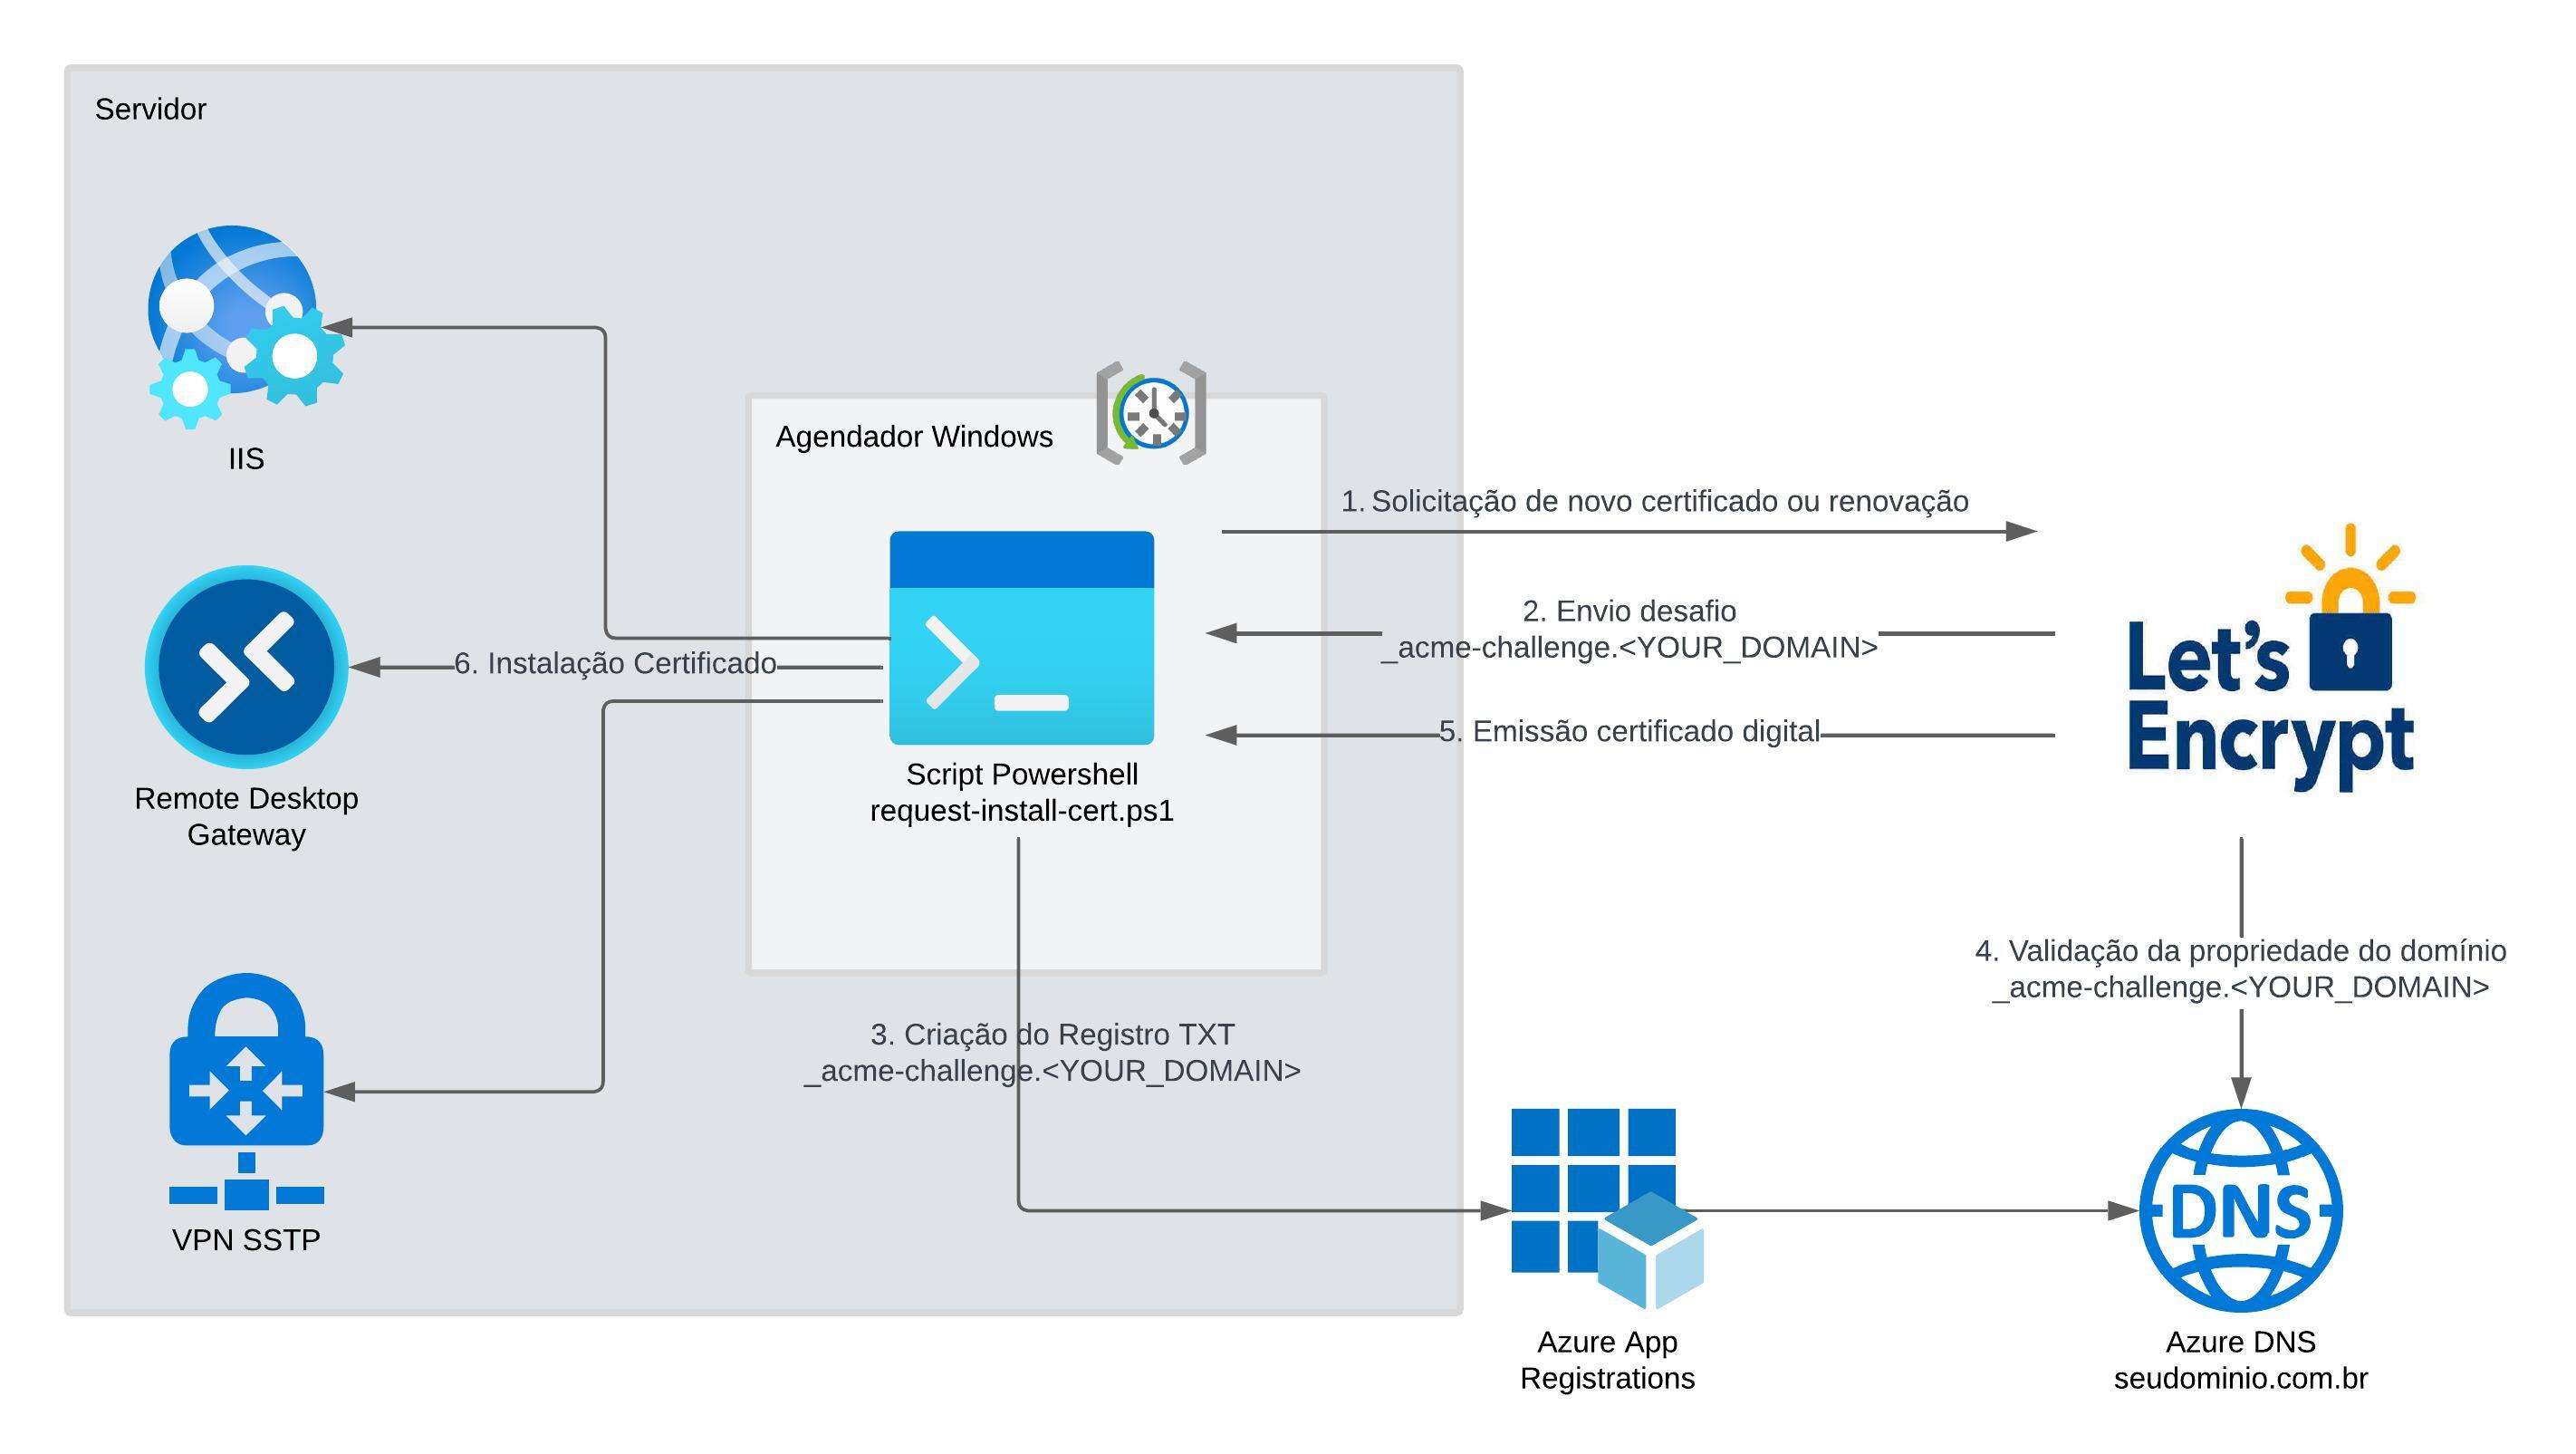 Servidor
IIS
Agendador Windows
1. Solicitação de novo certificado ou renovação
2. Envio desafio
_acme-challenge.<YOUR_DOMAIN>
Let's
Encrypt
6. Instalação Certificado
5. Emissão certificado digital
Script Powershell
request-install-cert.ps1
Remote Desktop
Gateway
4. Validação da propriedade do domínio
_acme-challenge.<YOUR_DOMAIN>
3. Criação do Registro TXT
_acme-challenge.<YOUR_DOMAIN>
DNS
VPN SSTP
Azure App
Registrations
Azure DNS
seudominio.com.br